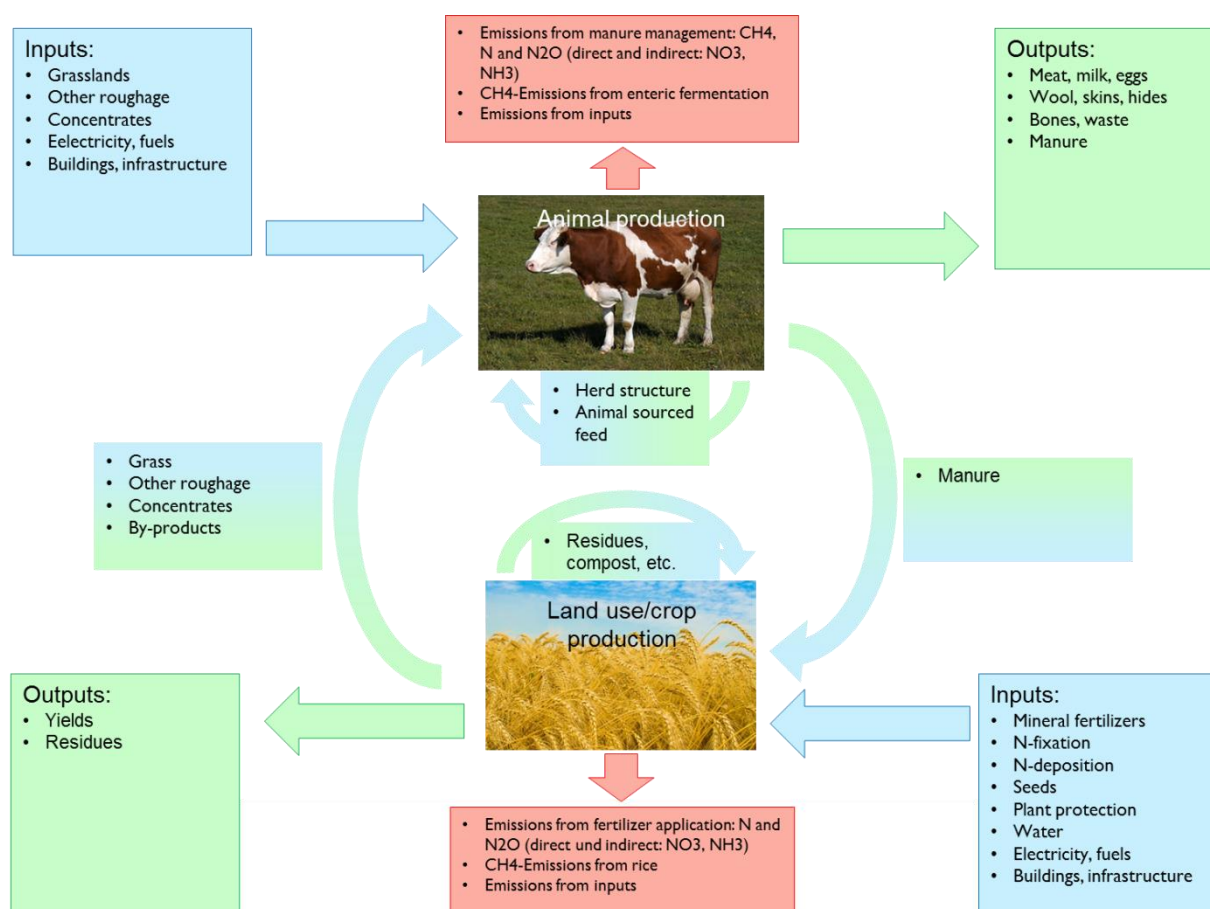 Inputs:
• Grasslands
• Other roughage
• Concentrates
• Eelectricity, fuels
• Buildings, infrastructure
• Emissions from manure management: CH4,
N and N2O (direct and indirect: NO3,
NH3)
• CH4-Emissions from enteric fermentation
• Emissions from inputs
Outputs:
• Meat, milk, eggs
• Wool, skins, hides
• Bones, waste
• Manure
Animal production
• Herd structure
• Animal sourced
feed
• Grass
• Other roughage
• Concentrates
• By-products
• Manure
• Residues,
compost, etc.
Land use/crop
production
Outputs:
• Yields
• Residues
• Emissions from fertilizer application: N and
N2O (direct und indirect: NO3, NH3)
• CH4-Emissions from rice
• Emissions from inputs
Inputs:
• Mineral fertilizers
• N-fixation
• N-deposition
• Seeds
• Plant protection
• Water
• Electricity, fuels
• Buildings, infrastructure